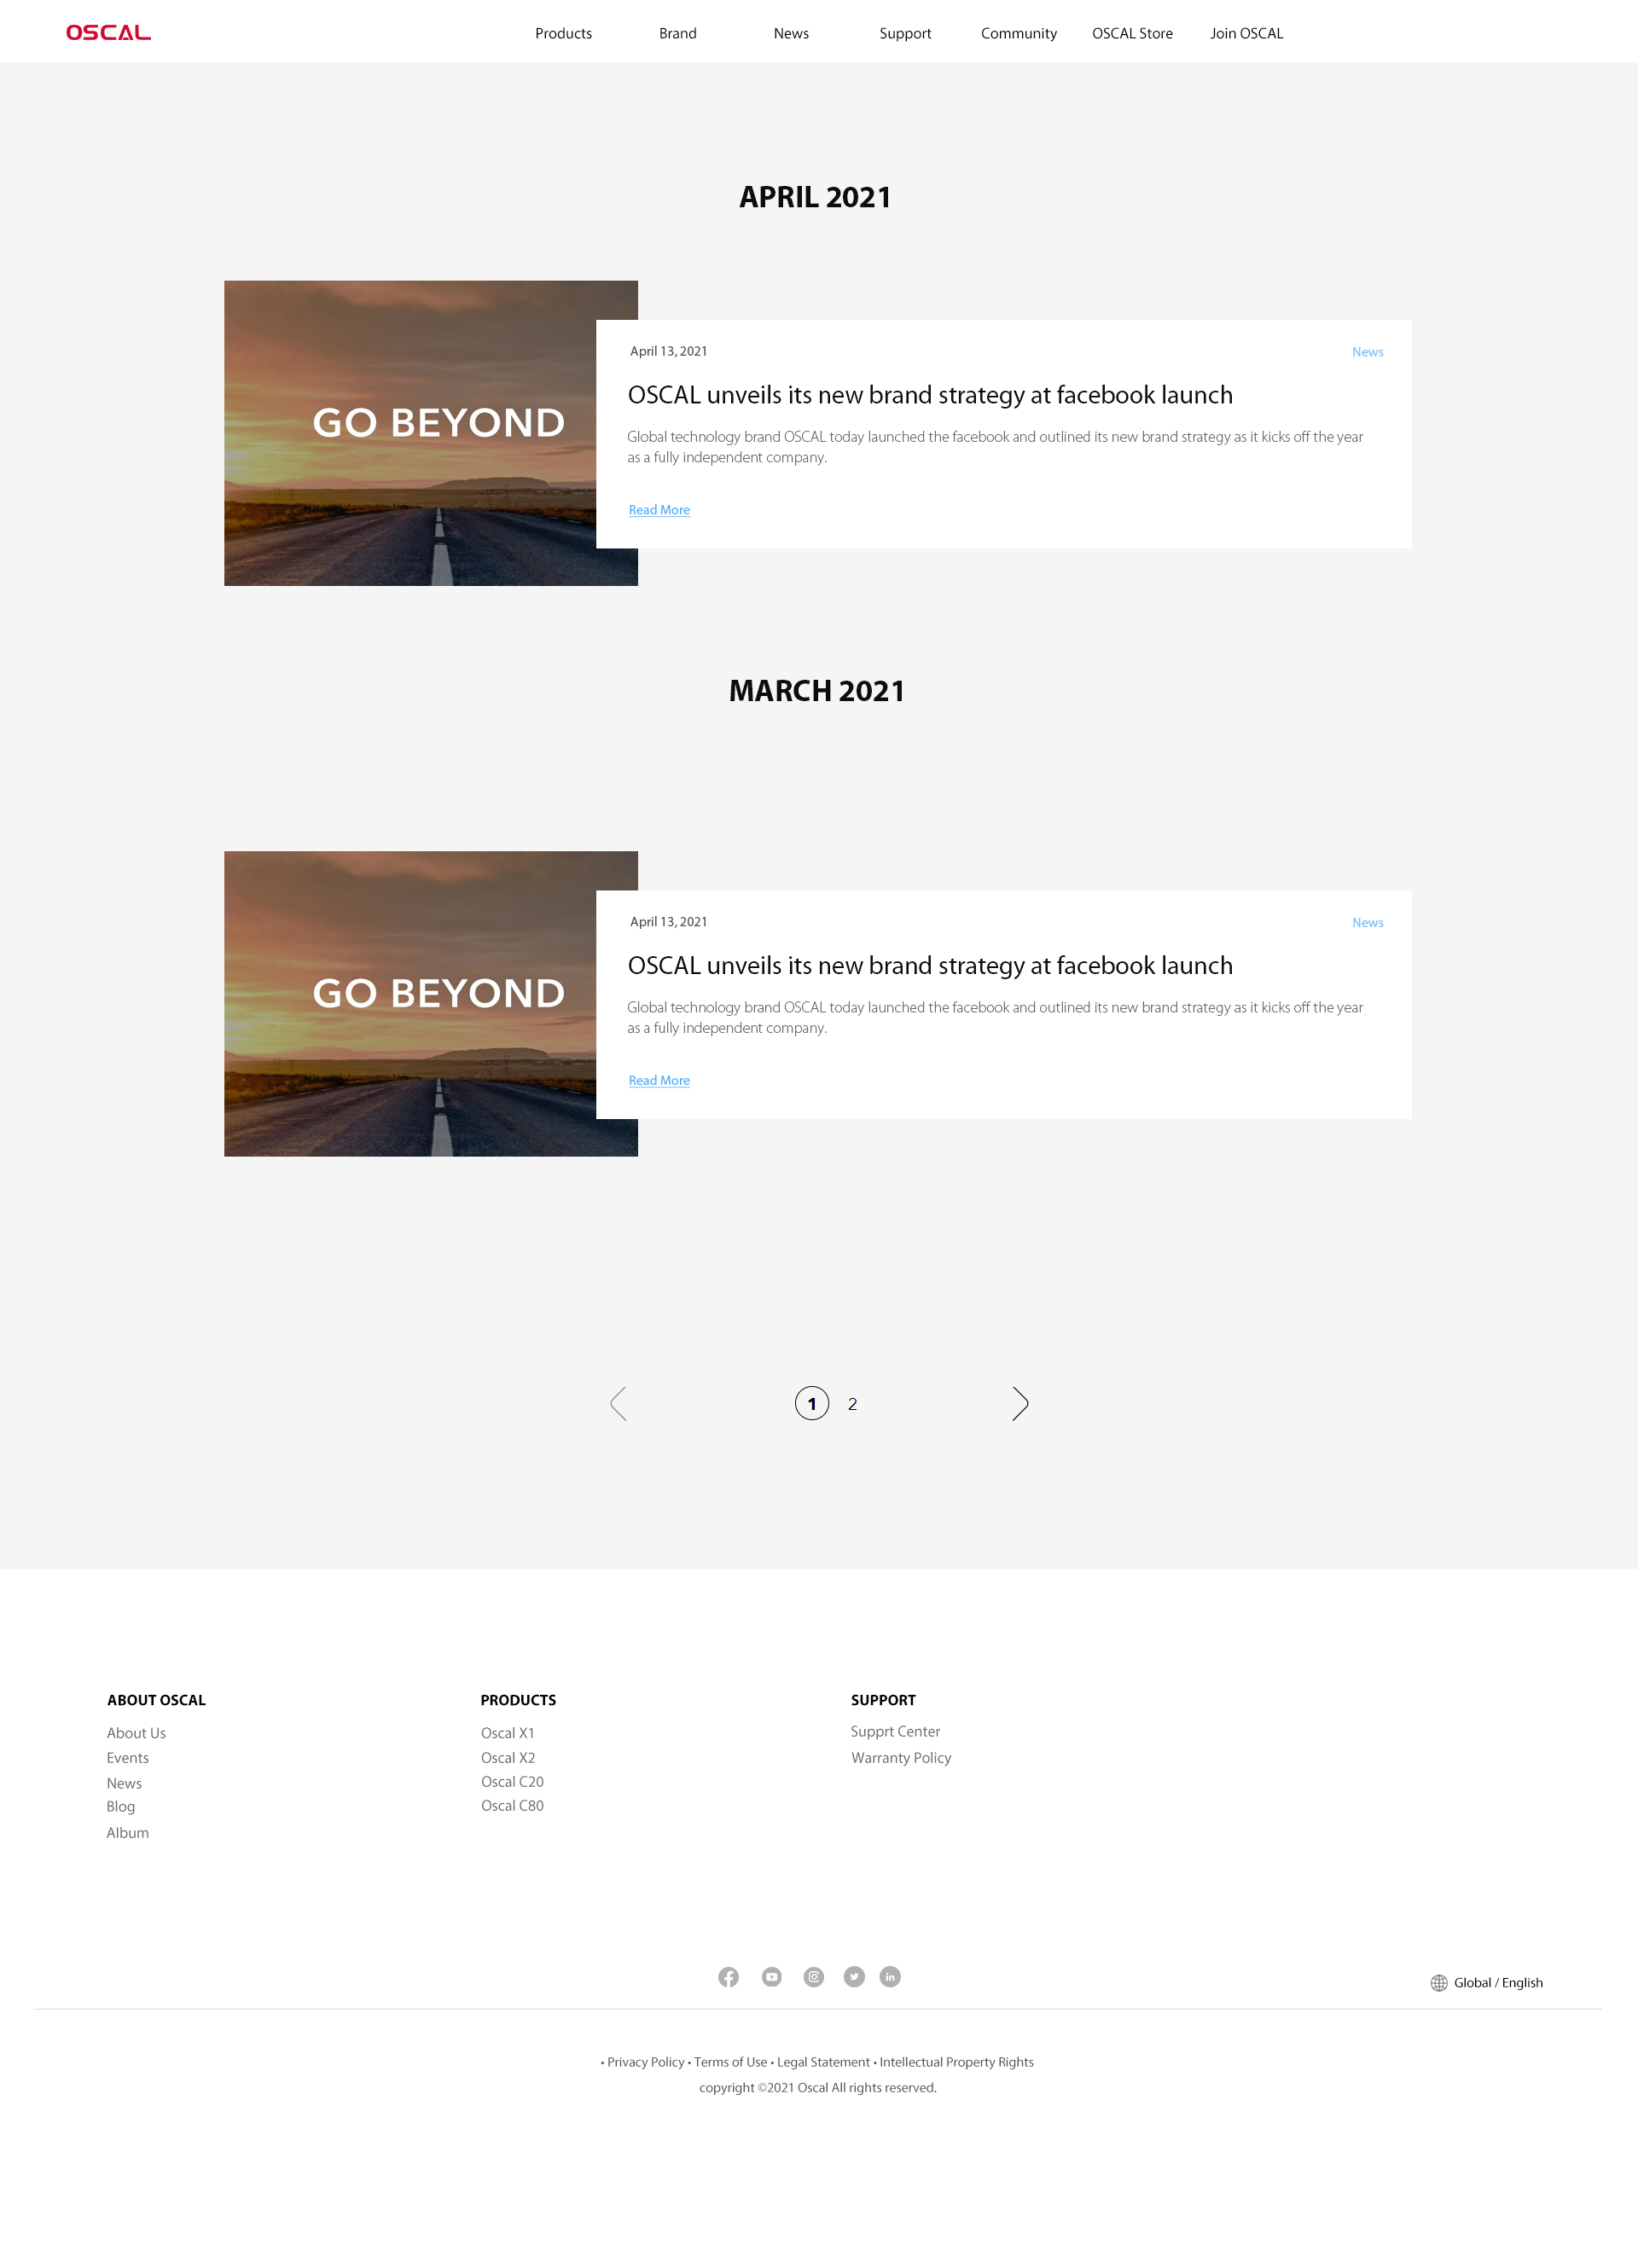 OSCAL
Products Brand News Support Community OSCAL Store Join OSCAL
APRIL 2021
GO BEYOND
April 13, 2021
News
OSCAL unveils its new brand strategy at facebook launch
Global technology brand OSCAL today launched the facebook and outlined its new brand strategy as it kicks off the year
as a fully independent company.
Read More
MARCH 2021
GO BEYOND
April 13, 2021
News
OSCAL unveils its new brand strategy at facebook launch
Global technology brand OSCAL today launched the facebook and outlined its new brand strategy as it kicks off the year
as a fully independent company.
Read More
1 2
ABOUT OSCAL
About Us
Events
News
Blog
Album
PRODUCTS
Oscal X1
Oscal X2
Oscal C20
Oscal C80
SUPPORT
Supprt Center
Warranty Policy
Global / English
• Privacy Policy • Terms of Use • Legal Statement • Intellectual Property Rights
copyright ©2021 Oscal All rights reserved.